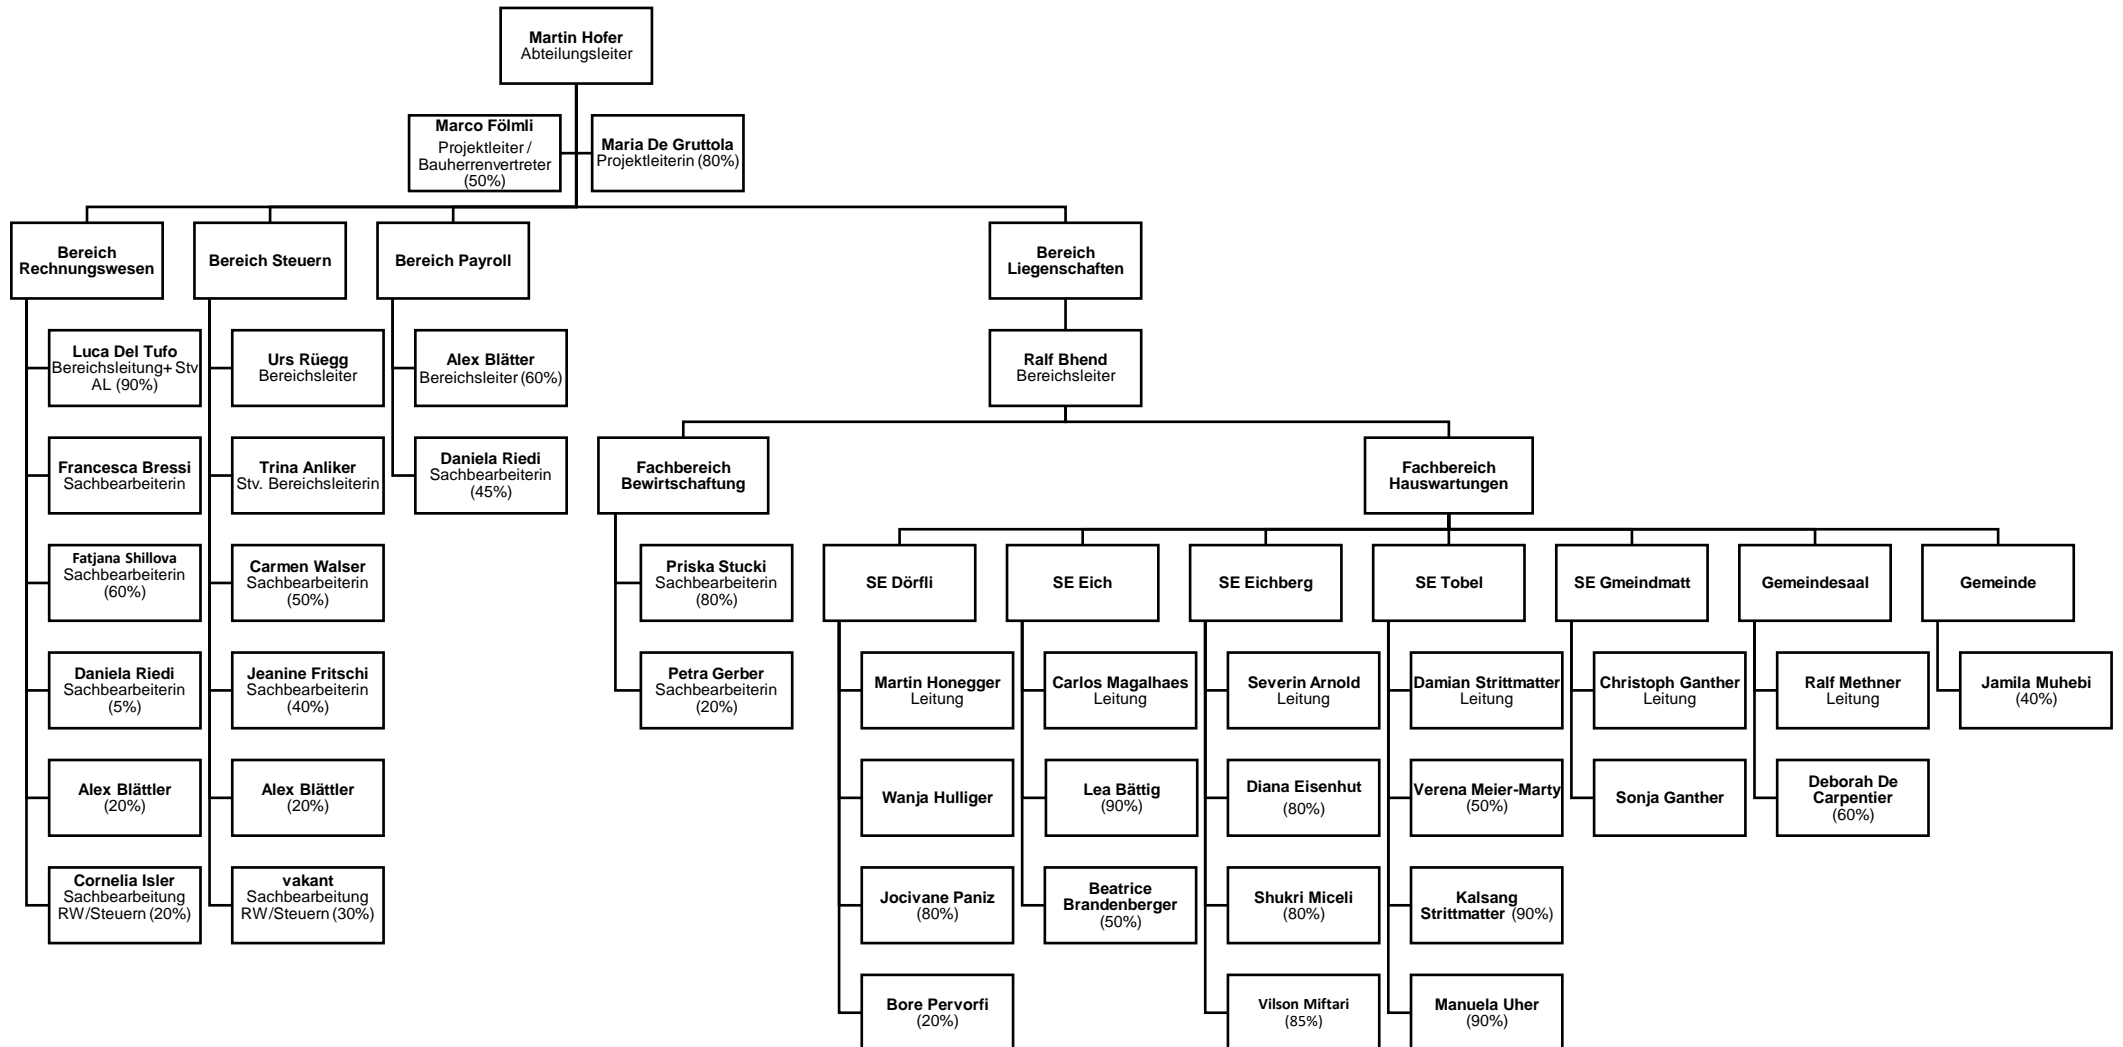 Martin Hofer
Abteilungsleiter
Marco Fölmli
Projektleiter /
Bauherrenvertreter
(50%)
Maria De Gruttola
Projektleiterin (80%)
Bereich
Rechnungswesen
Bereich Steuern
Bereich Payroll
Bereich
Liegenschaften
Luca Del Tufo
Bereichsleitung+ Stv
AL (90%)
Francesca Bressi
Sachbearbeiterin
Fatjana Shillova
Sachbearbeiterin
(60%)
Daniela Riedi
Sachbearbeiterin
(5%)
Alex Blättler
(20%)
Cornelia Isler
Sachbearbeitung
RW/Steuern (20%)
Urs Rüegg
Bereichsleiter
Trina Anliker
Stv. Bereichsleiterin
Carmen Walser
Sachbearbeiterin
(50%)
Jeanine Fritschi
Sachbearbeiterin
(40%)
Alex Blättler
(20%)
vakant
Sachbearbeitung
RW/Steuern (30%)
Alex Blätter
Bereichsleiter (60%)
Daniela Riedi
Sachbearbeiterin
(45%)
Ralf Bhend
Bereichsleiter
Fachbereich
Bewirtschaftung
Priska Stucki
Sachbearbeiterin
(80%)
Petra Gerber
Sachbearbeiterin
(20%)
Fachbereich
Hauswartungen
SE Dörfli
Martin Honegger
Leitung
Wanja Hulliger
Jocivane Paniz
(80%)
Bore Pervorfi
(20%)
SE Eich
Carlos Magalhaes
Leitung
Lea Bättig
(90%)
Beatrice
Brandenberger
(50%)
SE Eichberg
Severin Arnold
Leitung
Diana Eisenhut
(80%)
Shukri Miceli
(80%)
Vilson Miftari
(85%)
SE Tobel
Damian Strittmatter
Leitung
Verena Meier-Marty
(50%)
Kalsang
Strittmatter (90%)
Manuela Uher
(90%)
SE Gmeindmatt
Christoph Ganther
Leitung
Sonja Ganther
Gemeindesaal
Ralf Methner
Leitung
Deborah De
Carpentier
(60%)
Gemeinde
Jamila Muhebi
(40%)